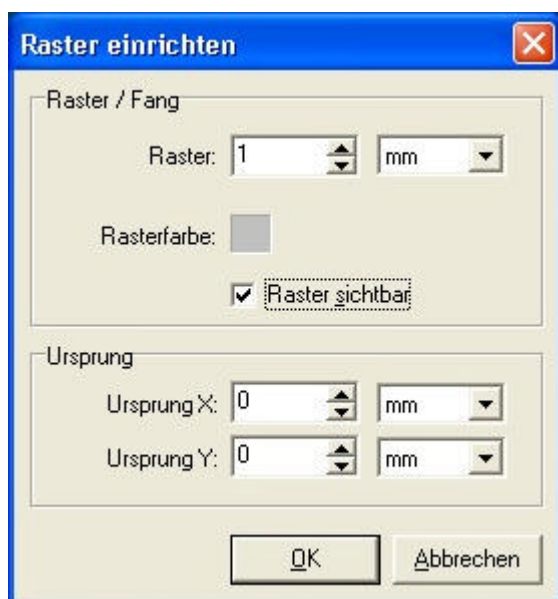 Raster einrichten
Raster / Fang
Raster: 1 mm
Rasterfarbe:
Raster sichtbar
Ursprung
Ursprung X: 0 mm
Ursprung Y: 0 mm
OK Abbrechen